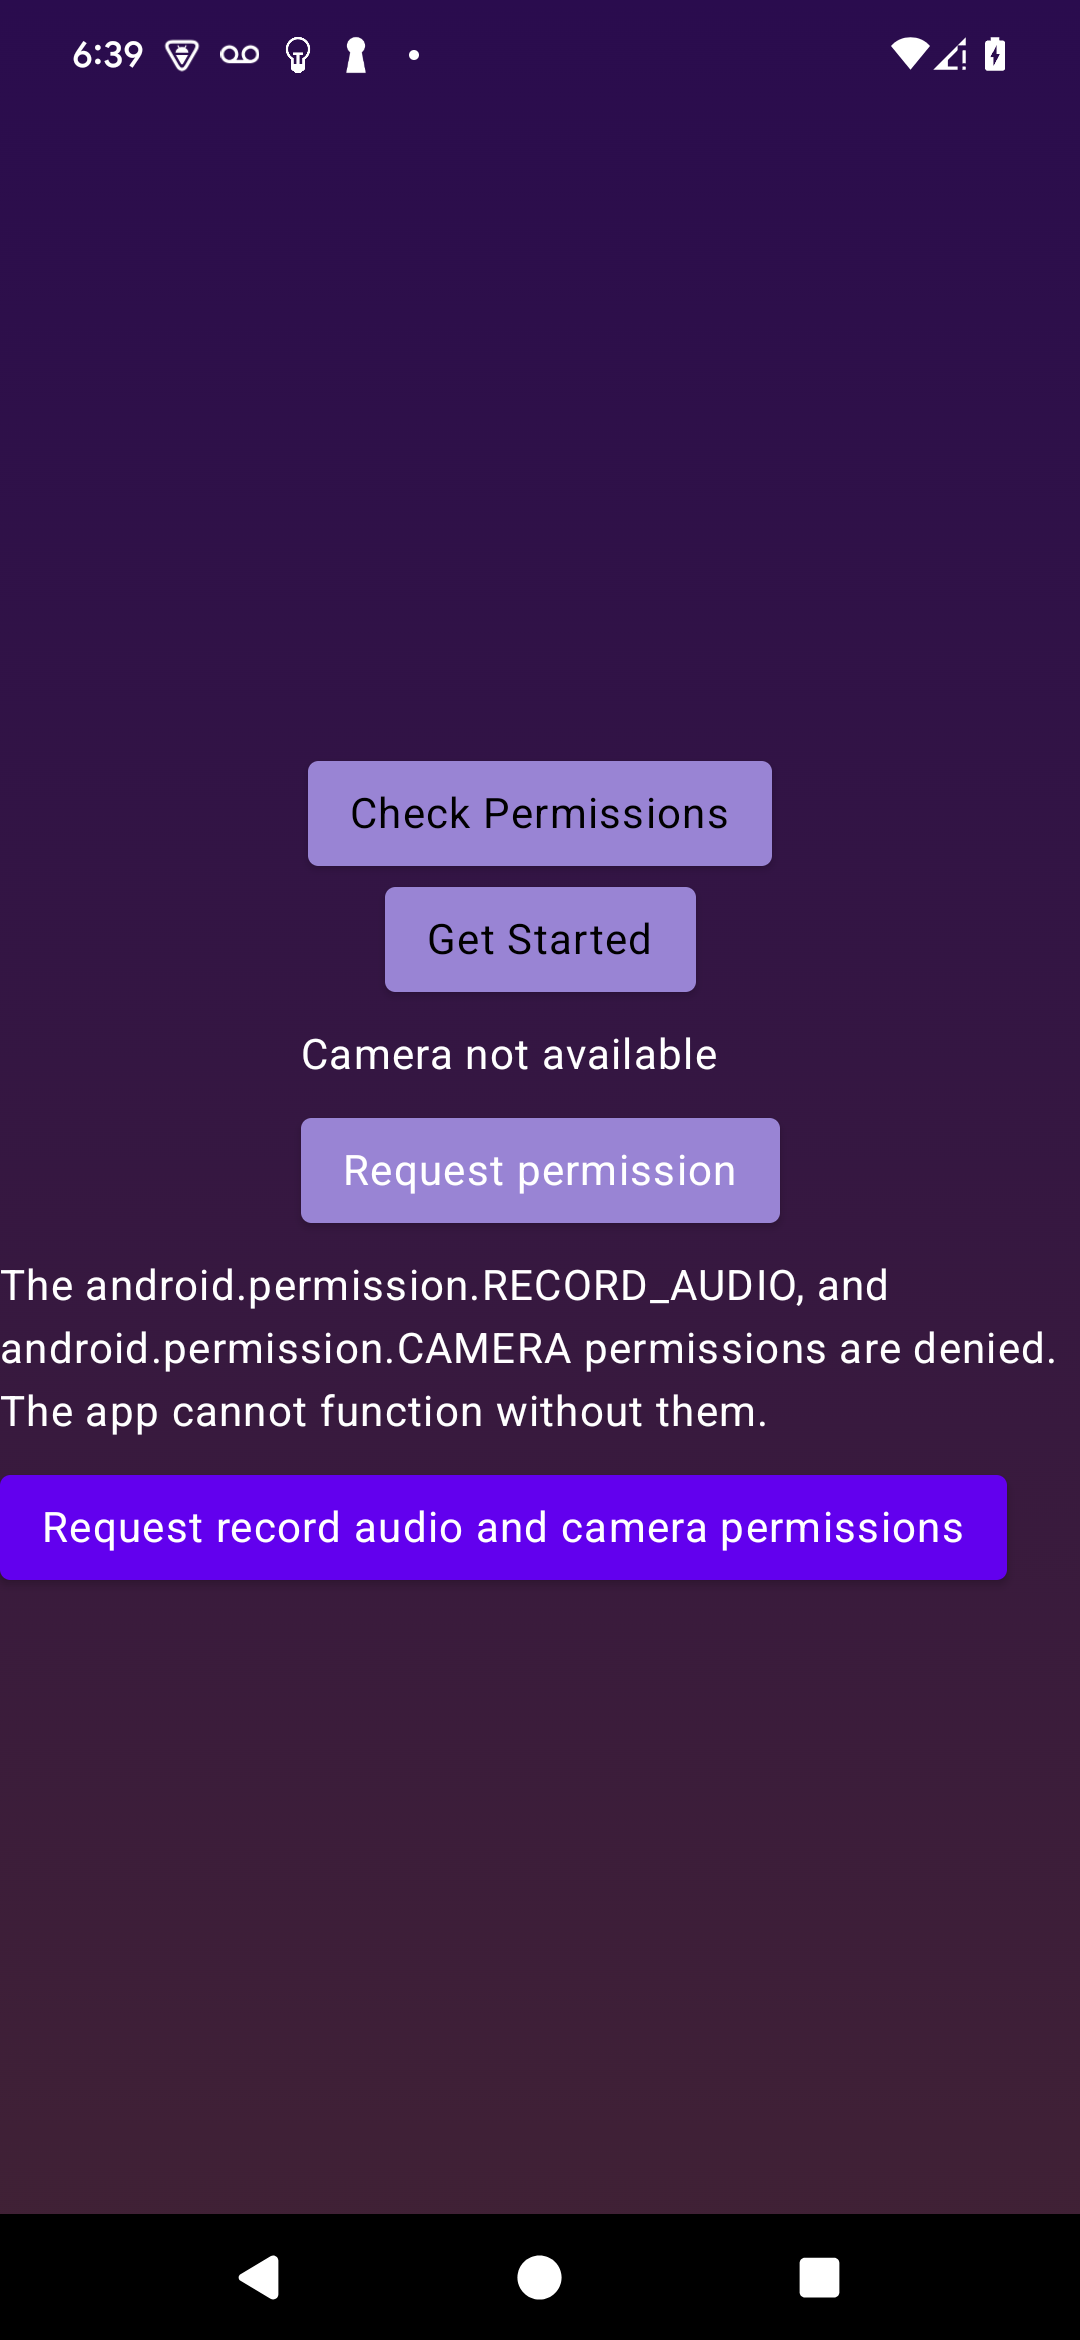 6:39
Check Permissions
Get Started
Camera not available
Request permission
The android.permission.RECORD_AUDIO, and
android.permission.CAMERA permissions are denied.
The app cannot function without them.
Request record audio and camera permissions